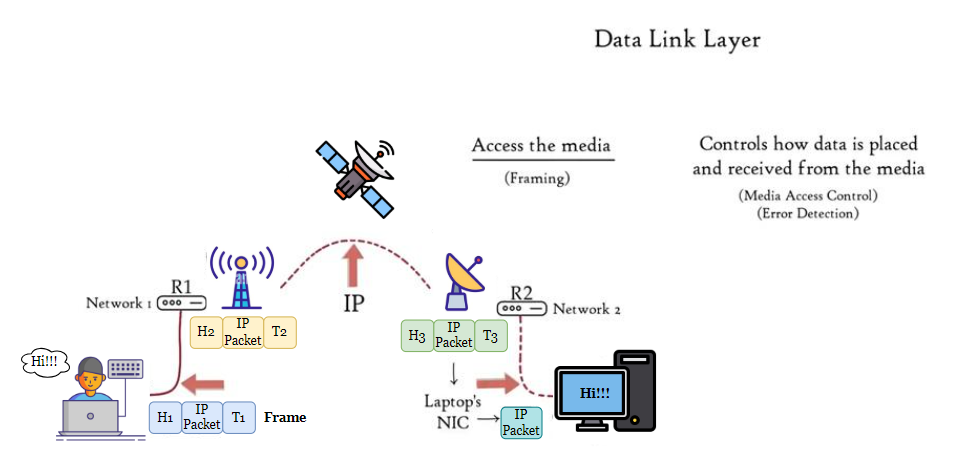 Data Link Layer
Access the media
(Framing)
Controls how data is placed
and received from the media
(Media Access Control)
(Error Detection)
R1
Network 1
H2
IP
Packet
T2
IP
R2
Network 2
H3
IP
Packet
T3
Hi!!!
H1
IP
Packet
T1
Frame
Laptop's
NIC
IP
Packet
Hi!!!